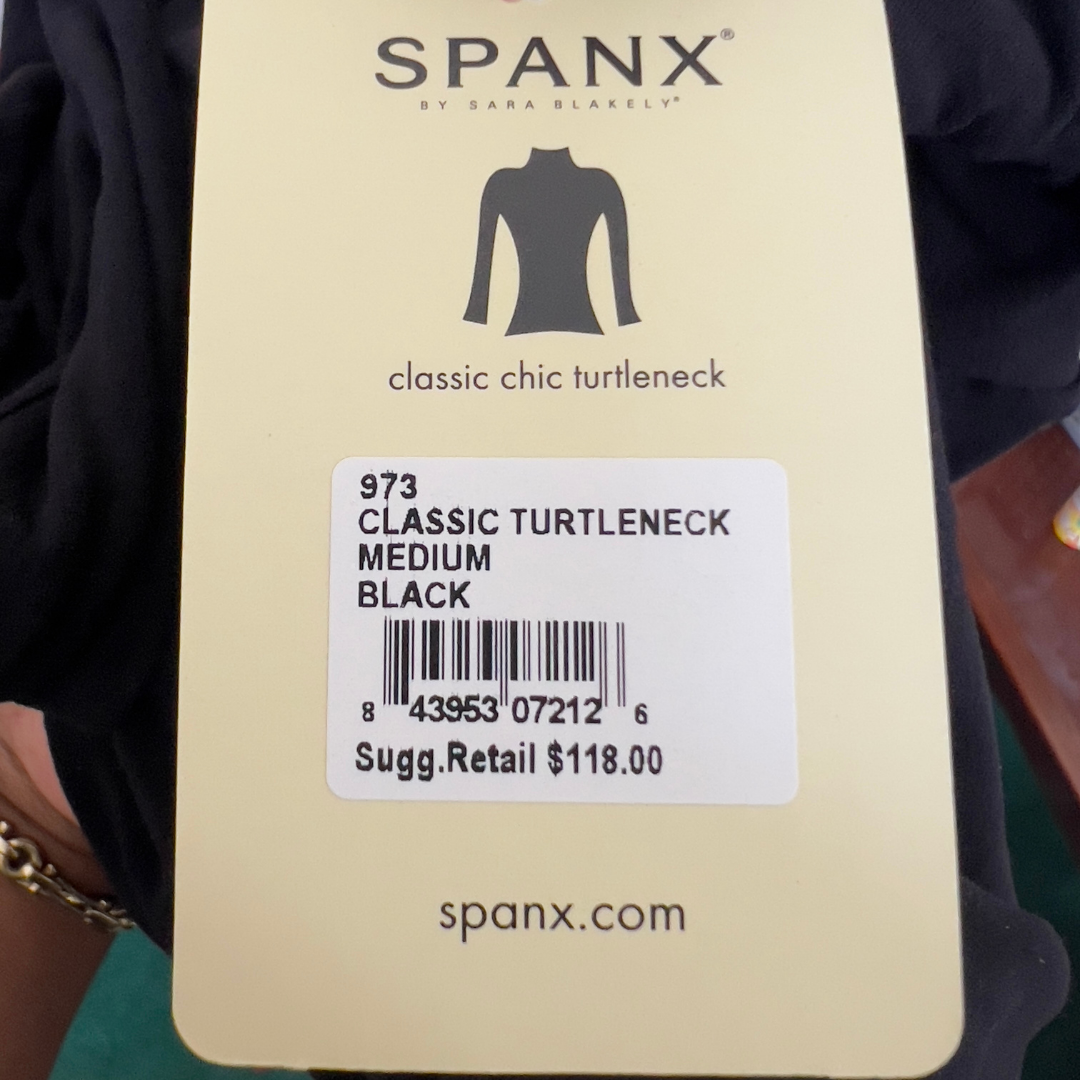 SPANX®
BY SARA BLAKELY®
classic chic turtleneck
973
CLASSIC TURTLENECK
MEDIUM
BLACK
8 43953 07212 6
Sugg.Retail $118.00
spanx.com